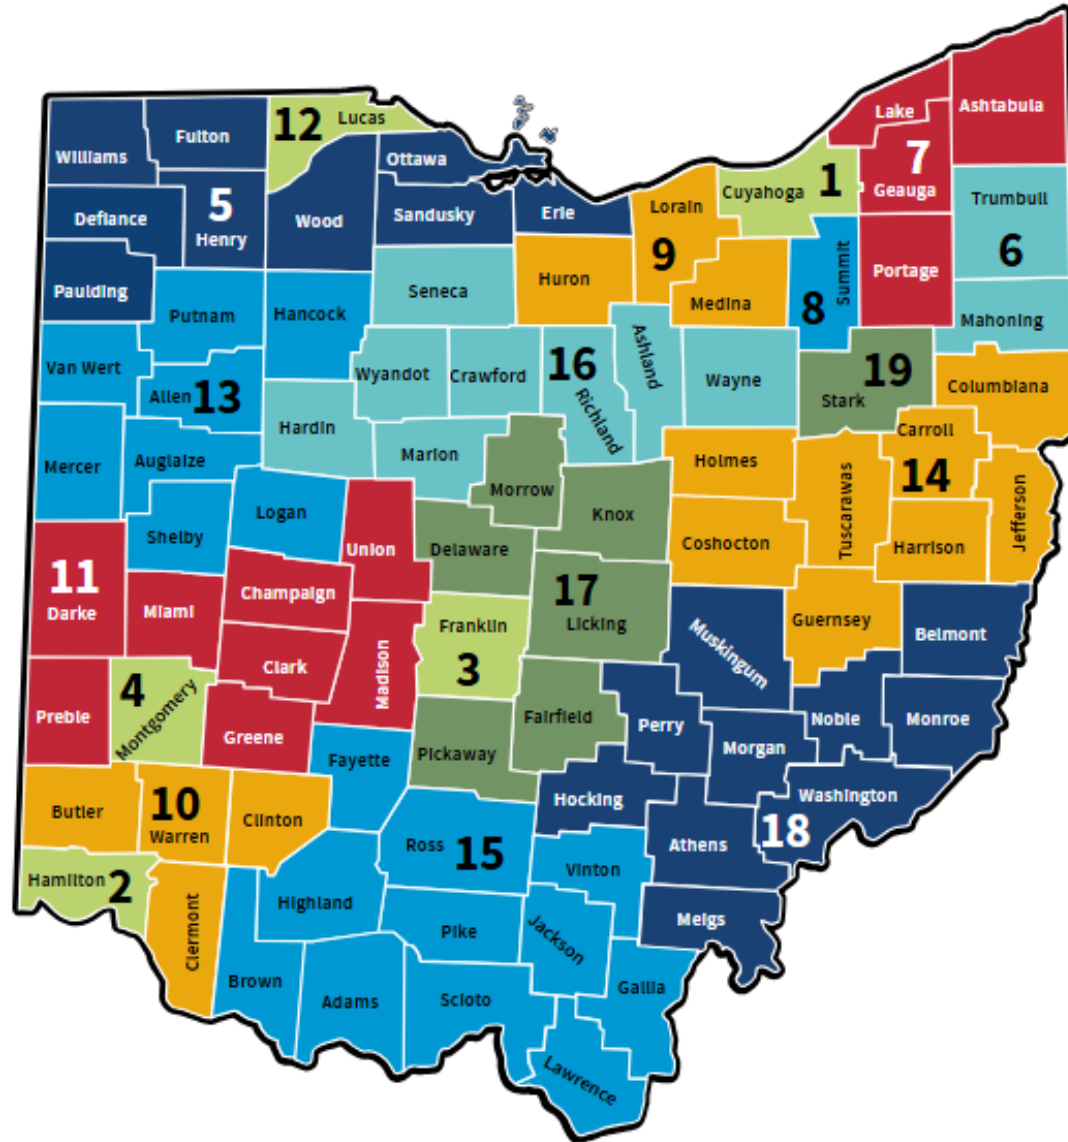 Lake
Ashtabula
12
Lucas
Fulton
Williams
Ottawa
7
Geauga
Cuyahoga
1
Trumbull
5
Henry
Defiance
Wood
Sandusky
Erie
Lorain
9
6
Paulding
Seneca
Huron
Medina
8
Summit
Portage
Putnam
Hancock
Mahoning
Van Wert
Allen
13
Wyandot
Crawford
16
Richland
Ashland
Wayne
19
Stark
Columbiana
Hardin
Marion
Carroll
14
Mercer
Auglaize
Holmes
Morrow
Knox
Tuscarawas
Jefferson
Logan
Shelby
Union
Delaware
Coshocton
Harrison
11
Darke
Miami
Champaign
17
Licking
Franklin
3
Guernsey
Belmont
Muskingum
Clark
Madison
4
Montgomery
Preble
Greene
Fairfield
Perry
Noble
Monroe
Pickaway
Morgan
Fayette
Butler
10
Warren
Clinton
Hocking
Washington
18
Ross
15
Athens
Hamilton
2
Vinton
Clermont
Highland
Pike
Jackson
Meigs
Brown
Adams
Scioto
Gallia
Lawrence